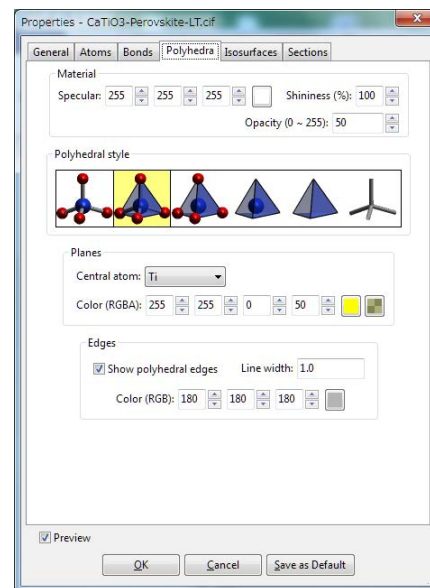 Properties - CaTiO3-Perovskite-LT.cif
x
General Atoms Bonds Polyhedra Isosurfaces Sections
Material
Specular: 255 255 255 Shininess (%): 100
Opacity (0 ~ 255): 50
Polyhedral style
Planes
Central atom: Ti
Color (RGBA): 255 255 0 50
Edges
Show polyhedral edges Line width: 1.0
Color (RGB): 180 180 180
Preview
OK Cancel Save as Default